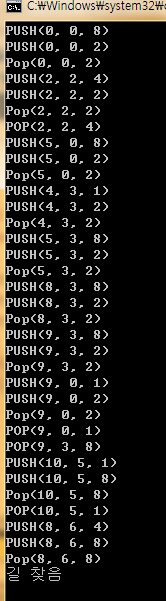 C:₩Windows₩system32₩c
PUSH(0, 0, 8)
PUSH(0, 0, 2)
Pop(0, 0, 2)
PUSH(2, 2, 4)
PUSH(2, 2, 2)
Pop(2, 2, 2)
POP(2, 2, 4)
PUSH(5, 0, 8)
PUSH(5, 0, 2)
Pop(5, 0, 2)
PUSH(4, 3, 1)
PUSH(4, 3, 2)
Pop(4, 3, 2)
PUSH(5, 3, 8)
PUSH(5, 3, 2)
Pop(5, 3, 2)
PUSH(8, 3, 8)
PUSH(8, 3, 2)
Pop(8, 3, 2)
PUSH(9, 3, 8)
PUSH(9, 3, 2)
Pop(9, 3, 2)
PUSH(9, 0, 1)
PUSH(9, 0, 2)
Pop(9, 0, 2)
POP(9, 0, 1)
POP(9, 3, 8)
PUSH(10, 5, 1)
PUSH(10, 5, 8)
Pop(10, 5, 8)
POP(10, 5, 1)
PUSH(8, 6, 4)
PUSH(8, 6, 8)
Pop(8, 6, 8)
길 찾음